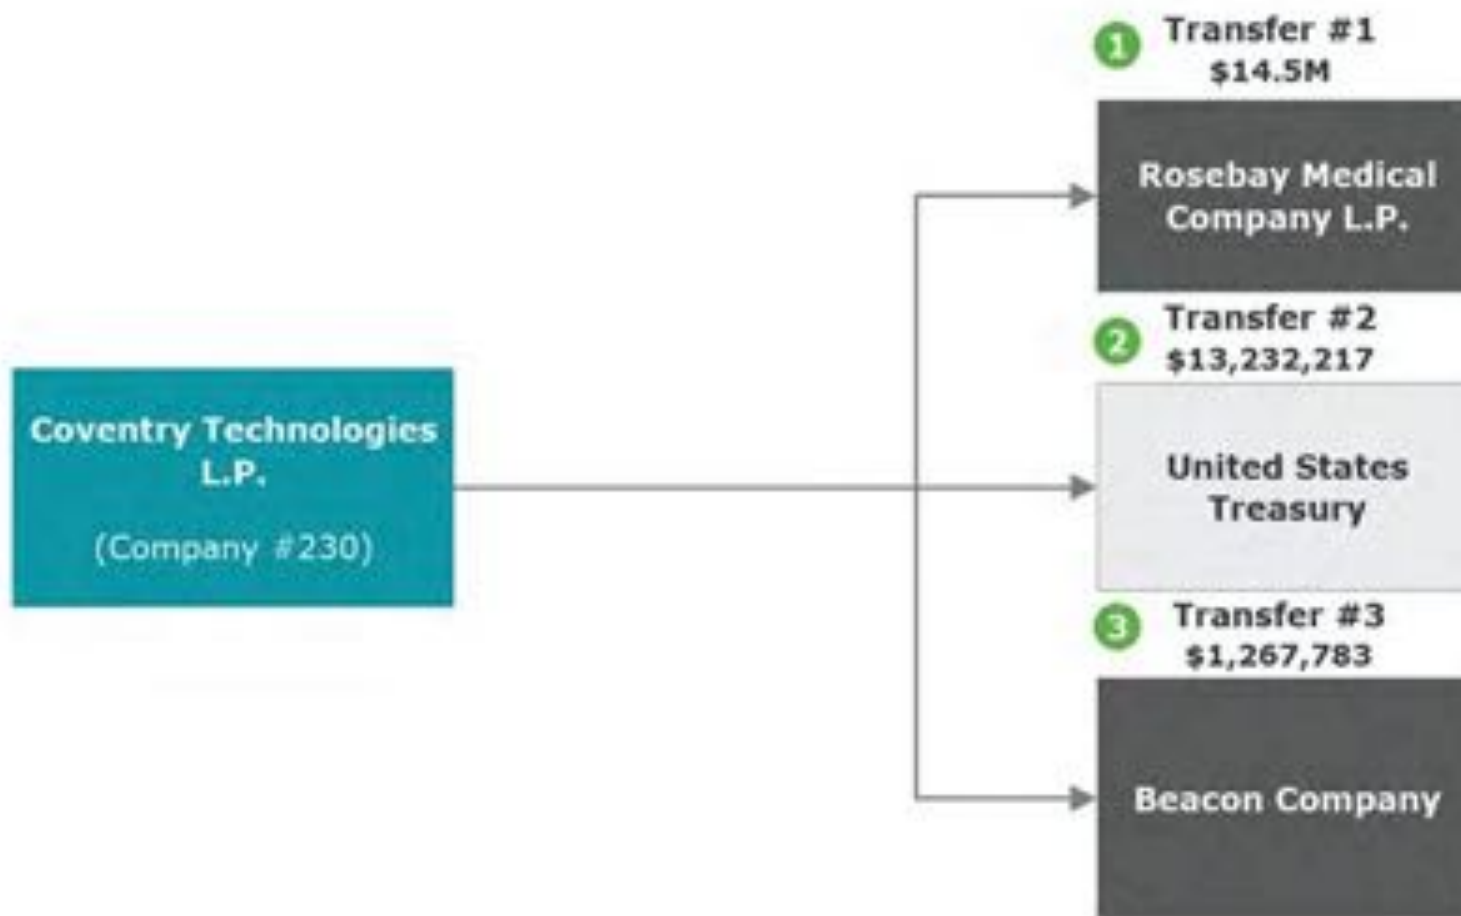 1 Transfer #1
$14.5M
Rosebay Medical
Company L.P.
2 Transfer #2
$13,232,217
Coventry Technologies
L.P.
(Company #230)
United States
Treasury
3 Transfer #3
$1,267,783
Beacon Company